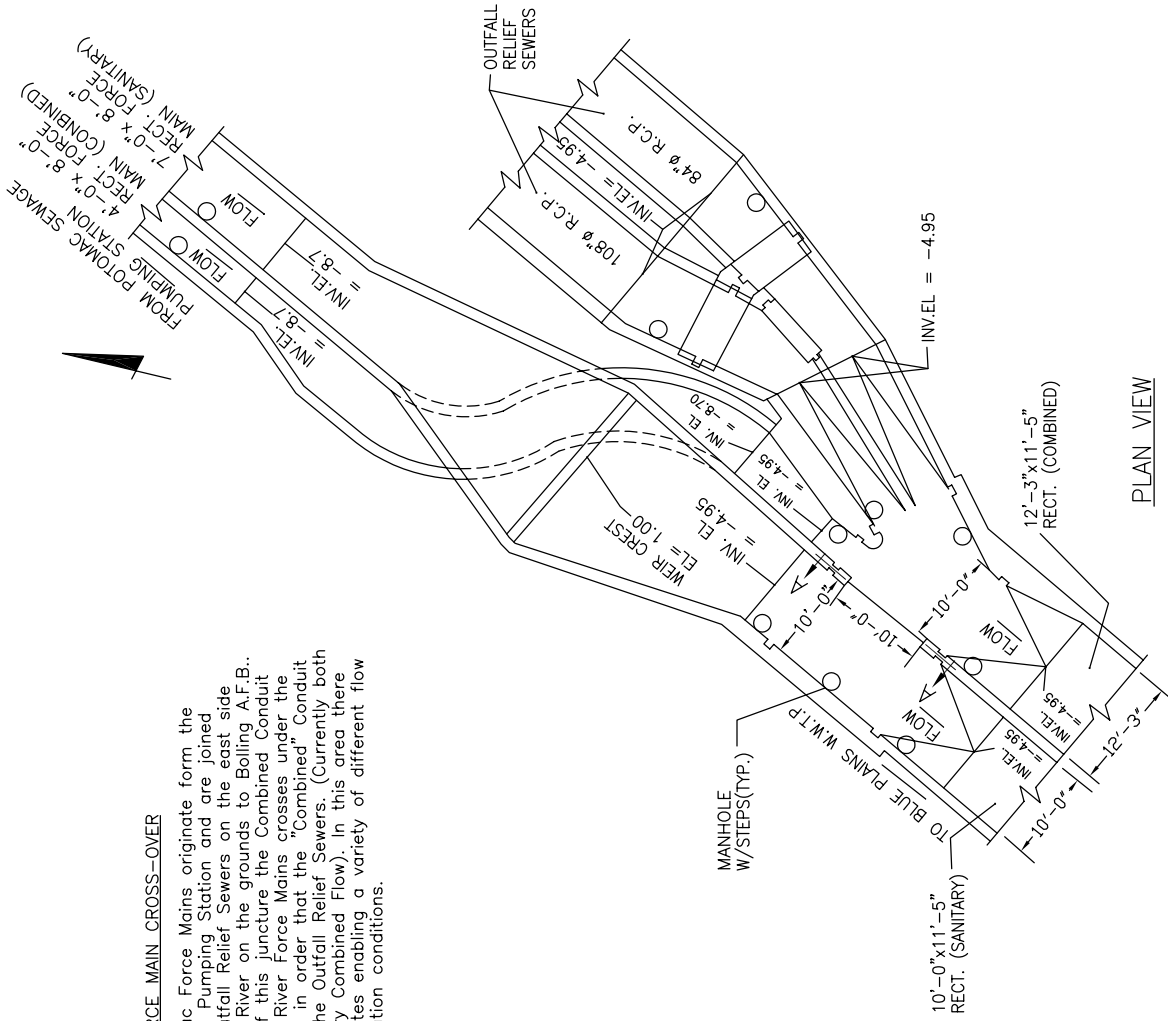 RCE MAIN CROSS-OVER
ac Force Mains originate form the
Pumping Station and are joined
utfall Relief Sewers on the east side
River on the grounds to Bolling A.F.B..
f this juncture the Combined Conduit
River Force Mains crosses under the
in order that the "Combined" Conduit
he Outfall Relief Sewers. (Currently both
y Combined Flow). In this area there
tes enabling a variety of different flow
tion conditions.
FROM POTOMAC SEWAGE
PUMPING STATION
4'-0" x 8'-0"
RECT. FORCE
MAIN (COMBINED)
7'-0" x 8'-0"
RECT. FORCE
MAIN (SANITARY)
FLOW
FLOW
INV.EL.
= -8.7
INV.EL.
= -8.7
OUTFALL
RELIEF
SEWERS
108"ø R.C.P.
INV.EL= -4.95
84"ø R.C.P.
INV.EL = -4.95
WEIR CREST
EL= 1.00
INV. EL
= -4.95
INV. EL
= -8.70
INV. EL
= -4.95
A
10'-0"
10'-0"
10'-0"
A
MANHOLE
W/STEPS(TYP.)
TO BLUE PLAINS W.W.T.P
FLOW
FLOW
INV.EL.
=-4.95
INV.EL.
=-4.95
10'-0"x11'-5"
RECT. (SANITARY)
12'-3"x11'-5"
RECT. (COMBINED)
10'-0"
12'-3"
PLAN VIEW